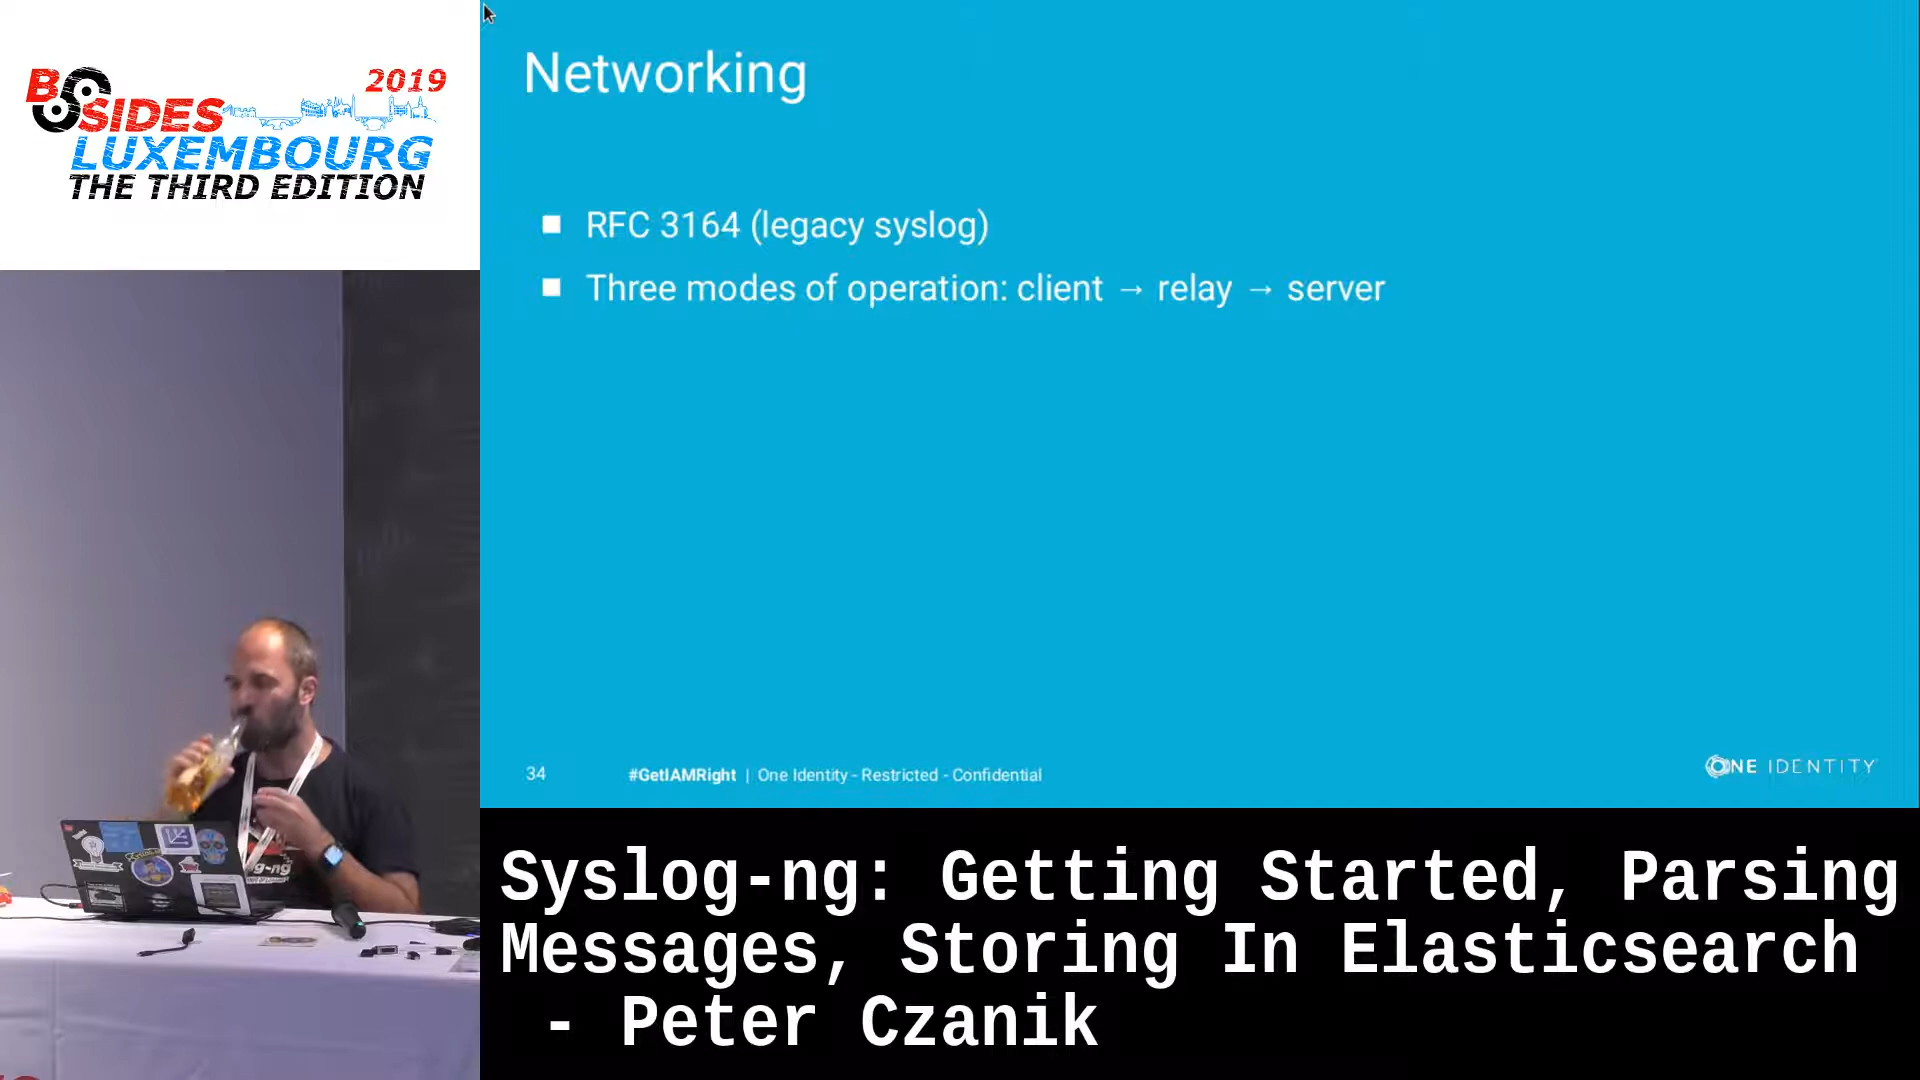 BSIDES 2019
LUXEMBOURG
THE THIRD EDITION
Networking
■ RFC 3164 (legacy syslog)
■ Three modes of operation: client → relay → server
34 #GetIAMRight | One Identity - Restricted - Confidential
ONE IDENTITY
Syslog-ng: Getting Started, Parsing
Messages, Storing In Elasticsearch
- Peter Czanik